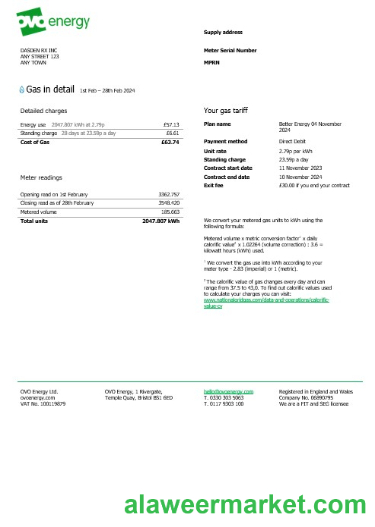 ovo energy
Supply address
DASDEN RX INC
ANY STREET 123
ANY TOWN
Meter Serial Number
MPRN
Gas in detail 1st Feb – 28th Feb 2024
Detailed charges
Energy use 2047.807 kWh at 2.79p £57.13
Standing charge 28 days at 23.59p a day £6.61
Cost of Gas £63.74
Your gas tariff
Plan name Better Energy 04 November
2024
Payment method Direct Debit
Unit rate 2.79p per kWh
Standing charge 23.59p a day
Contract start date 11 November 2023
Contract end date 10 November 2024
Exit fee £30.00 if you end your contract
Meter readings
Opening read on 1st February 3362.757
Closing read as of 28th February 3548.420
Metered volume 185.663
Total units 2047.807 kWh
We convert your metered gas units to kWh using the
following formula:
Metered volume x metric conversion factor¹ x daily
calorific value² x 1.02264 (volume correction) ÷ 3.6 =
kilowatt hours (kWh) used.
¹ We convert the gas use into kWh according to your
meter type - 2.83 (imperial) or 1 (metric).
² The calorific value of gas changes every day and can
range from 37.5 to 43.0. To find out calorific values used
to calculate your charges you can visit:
OVO Energy Ltd.
ovoenergy.com
VAT No. 100119879
OVO Energy, 1 Rivergate,
Temple Quay, Bristol BS1 6ED
hello@ovoenergy.com
T. 0330 303 5063
T. 0117 9303 100
Registered in England and Wales
Company No. 06890795
We are a FIT and SEG licensee
alaweermarket.com